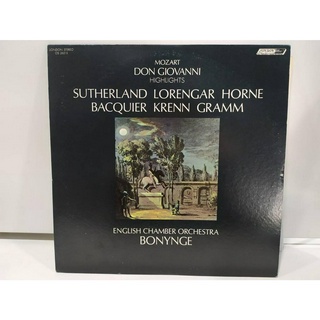 MOZART
DON GIOVANNI
HIGHLIGHTS
SUTHERLAND LORENGAR HORNE
BACQUIER KRENN GRAMM
ENGLISH CHAMBER ORCHESTRA
BONYNGE